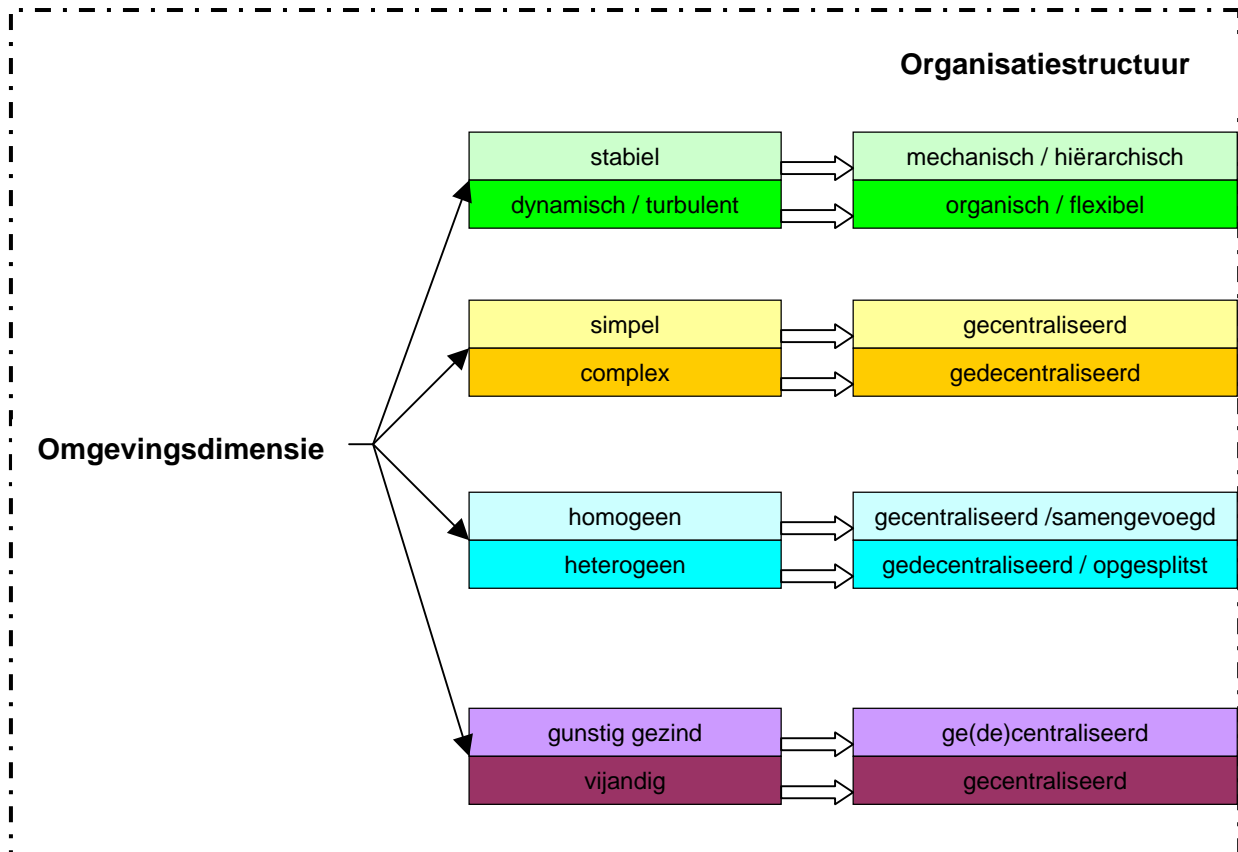 Organisatiestructuur
stabiel
mechanisch / hiërarchisch
dynamisch / turbulent
organisch / flexibel
simpel
gecentraliseerd
complex
gedecentraliseerd
Omgevingsdimensie
homogeen
gecentraliseerd /samengevoegd
heterogeen
gedecentraliseerd / opgesplitst
gunstig gezind
ge(de)centraliseerd
vijandig
gecentraliseerd